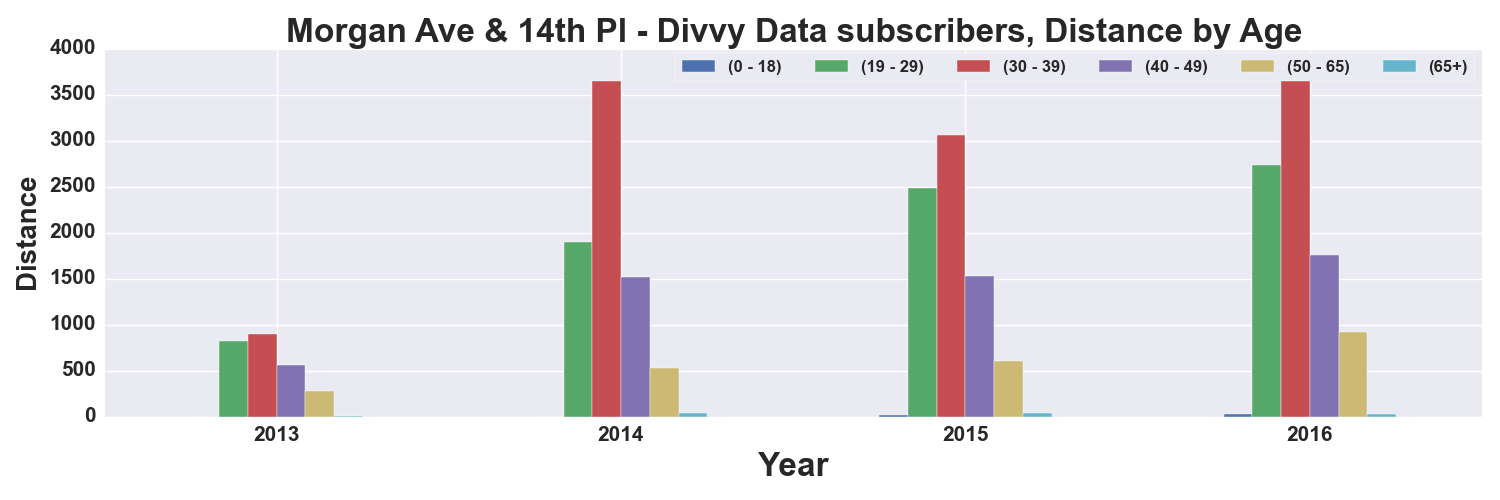 Morgan Ave & 14th Pl - Divvy Data subscribers, Distance by Age
(0 - 18) (19 - 29) (30 - 39) (40 - 49) (50 - 65) (65+)
4000
3500
3000
2500
2000
1500
1000
500
0
Distance
2013 2014 2015 2016
Year